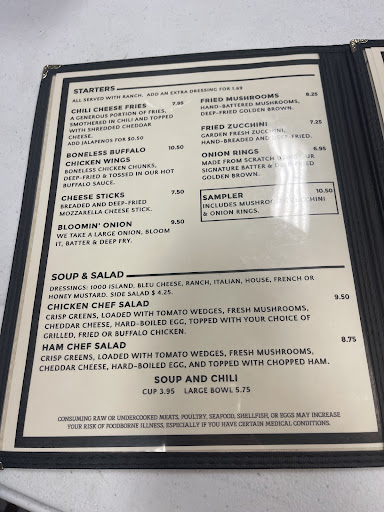 STARTERS
ALL SERVED WITH RANCH, ADD AN EXTRA DRESSING FOR 1.69
CHILI CHEESE FRIES 7.95
A GENEROUS PORTION OF FRIES,
SMOTHERED IN CHILI AND TOPPED
WITH SHREDDED CHEDDAR
CHEESE.
ADD JALAPENOS FOR $0.50
BONELESS BUFFALO 10.50
CHICKEN WINGS
BONELESS CHICKEN CHUNKS,
DEEP-FRIED & TOSSED IN OUR HOT
BUFFALO SAUCE.
CHEESE STICKS 7.50
BREADED AND DEEP-FRIED
MOZZARELLA CHEESE STICK.
BLOOMIN' ONION 9.50
WE TAKE A LARGE ONION, BLOOM
IT, BATTER & DEEP FRY.
FRIED MUSHROOMS 8.25
HAND-BATTERED MUSHROOMS,
DEEP-FRIED GOLDEN BROWN.
FRIED ZUCCHINI 7.25
GARDEN FRESH ZUCCHINI,
HAND-BREADED AND DEEP-FRIED.
ONION RINGS 6.95
MADE FROM SCRATCH OUR
SIGNATURE BATTER &
GOLDEN BROWN.
SAMPLER 10.50
INCLUDES MUSHROOM, ZUCCHINI
& ONION RINGS.
SOUP & SALAD
DRESSINGS: 1000 ISLAND, BLEU CHEESE, RANCH, ITALIAN, HOUSE, FRENCH OR
HONEY MUSTARD. SIDE SALAD $ 4.25.
CHICKEN CHEF SALAD 9.50
CRISP GREENS, LOADED WITH TOMATO WEDGES, FRESH MUSHROOMS,
CHEDDAR CHEESE, HARD-BOILED EGG, TOPPED WITH YOUR CHOICE OF
GRILLED, FRIED OR BUFFALO CHICKEN.
HAM CHEF SALAD 8.75
CRISP GREENS, LOADED WITH TOMATO WEDGES, FRESH MUSHROOMS,
CHEDDAR CHEESE, HARD-BOILED EGG, AND TOPPED WITH CHOPPED HAM.
SOUP AND CHILI
CUP 3.95 LARGE BOWL 5.75
CONSUMING RAW OR UNDERCOOKED MEATS, POULTRY, SEAFOOD, SHELLFISH, OR EGGS MAY INCREASE
YOUR RISK OF FOODBORNE ILLNESS, ESPECIALLY IF YOU HAVE CERTAIN MEDICAL CONDITIONS.